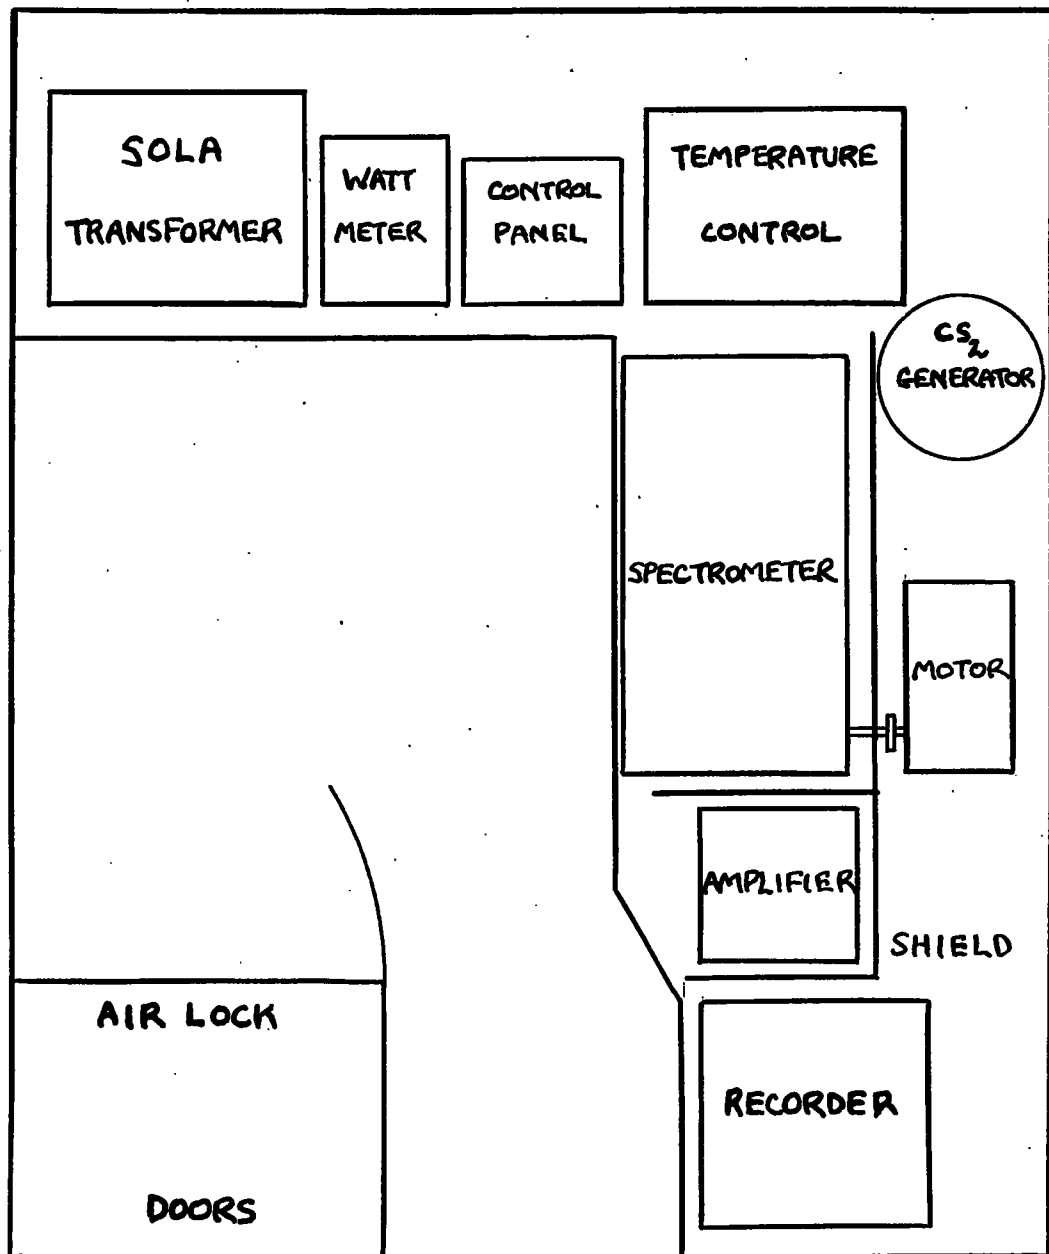 SOLA
TRANSFORMER
WATT
METER
CONTROL
PANEL
TEMPERATURE
CONTROL
CS₂
GENERATOR
SPECTROMETER
MOTOR
AMPLIFIER
SHIELD
AIR LOCK
RECORDER
DOORS